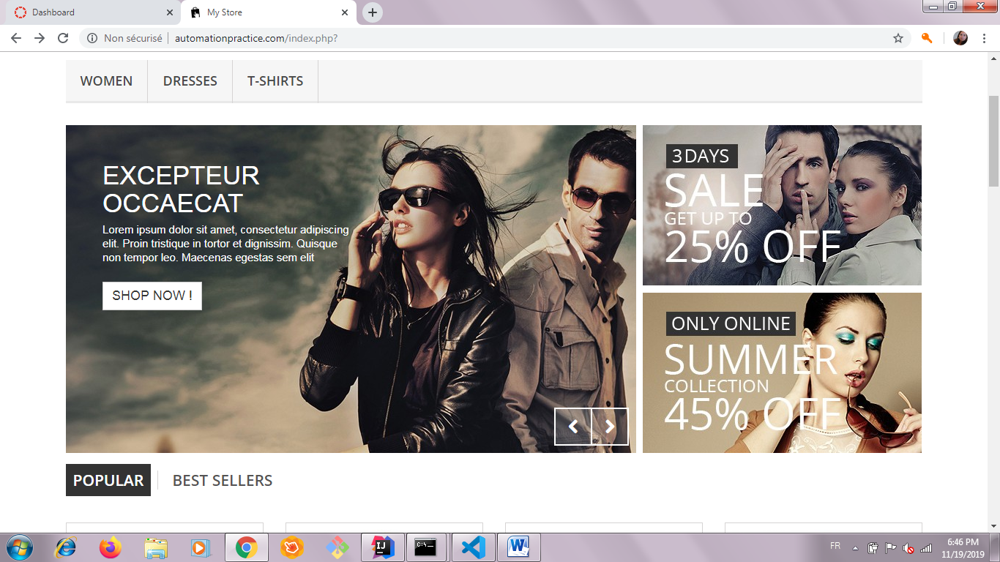 Dashboard
My Store
Non sécurisé
automationpractice.com/index.php?
WOMEN
DRESSES
T-SHIRTS
EXCEPTEUR
OCCAECAT
Lorem ipsum dolor sit amet, consectetur adipiscing
elit. Proin tristique in tortor et dignissim. Quisque
non tempor leo. Maecenas egestas sem elit
SHOP NOW !
3 DAYS
SALE
GET UP TO
25% OFF
ONLY ONLINE
SUMMER
COLLECTION
45% OFF
POPULAR
BEST SELLERS
IJ
C:\_
W
FR
6:46 PM
11/19/2019